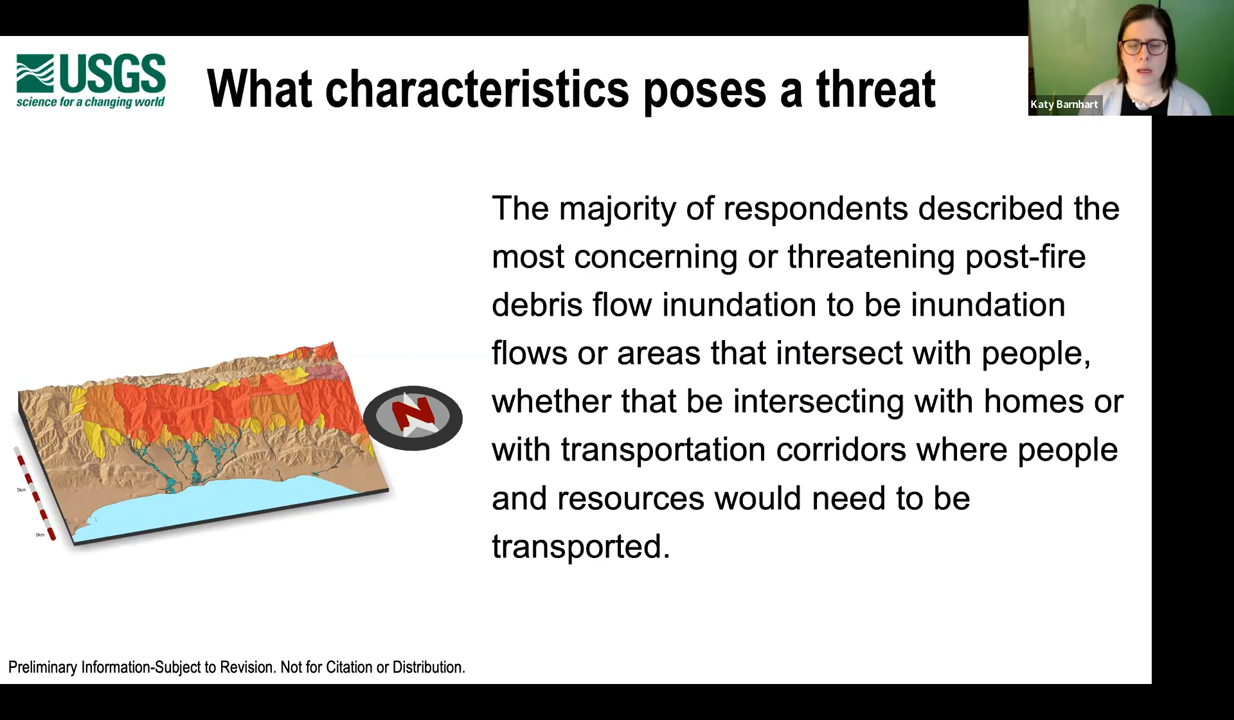 USGS
science for a changing world
What characteristics poses a threat
Katy Barnhart
The majority of respondents described the
most concerning or threatening post-fire
debris flow inundation to be inundation
flows or areas that intersect with people,
whether that be intersecting with homes or
with transportation corridors where people
and resources would need to be
transported.
N
Preliminary Information-Subject to Revision. Not for Citation or Distribution.